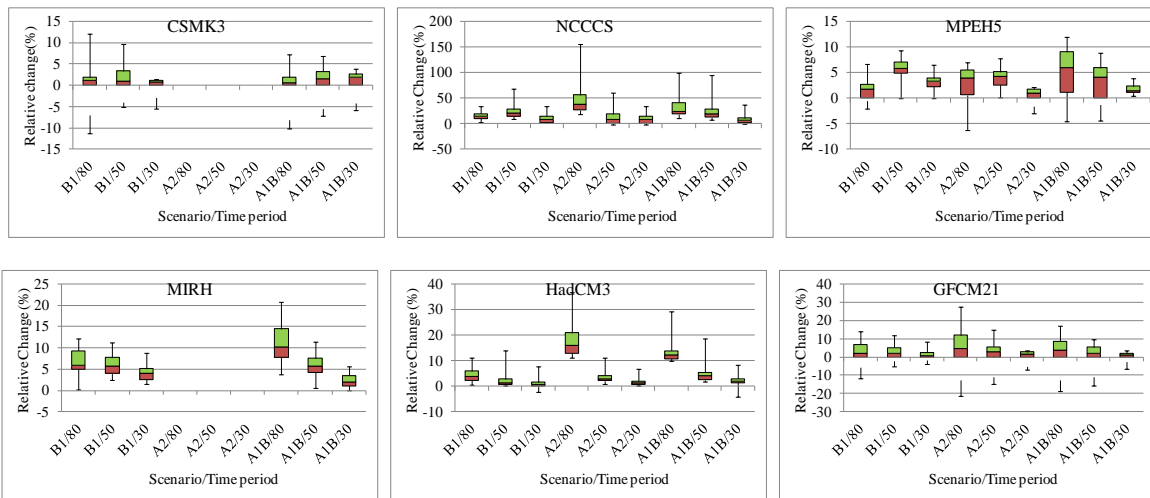 CSMK3
Relative Change(%)
15
10
5
0
5
10
15
B1/80
B1/50
B1/30
A2/80
A2/50
A2/30
A1B/80
A1B/50
A1B/30
Scenario/Time period
NCCCS
Relative Change (%)
200
150
100
50
0
-50
B1/80
B1/50
B1/30
A2/80
A2/50
A2/30
A1B/80
A1B/50
A1B/30
Scenario/Time period
MPEH5
Relative Change (%)
15
10
5
0
-5
-10
B1/80
B1/50
B1/30
A2/80
A2/50
A2/30
A1B/80
A1B/50
A1B/30
Scenario/Time period
MIRH
Relative Change (%)
25
20
15
10
5
0
-5
B1/80
B1/50
B1/30
A2/80
A2/50
A2/30
A1B/80
A1B/50
A1B/30
Scenario/Time period
HadCM3
Relative Change (%)
40
30
20
10
0
-10
B1/80
B1/50
B1/30
A2/80
A2/50
A2/30
A1B/80
A1B/50
A1B/30
Scenario/Time period
GFCM21
Relative Change (%)
40
30
20
10
0
-10
-20
-30
B1/80
B1/50
B1/30
A2/80
A2/50
A2/30
A1B/80
A1B/50
A1B/30
Scenario/Time period